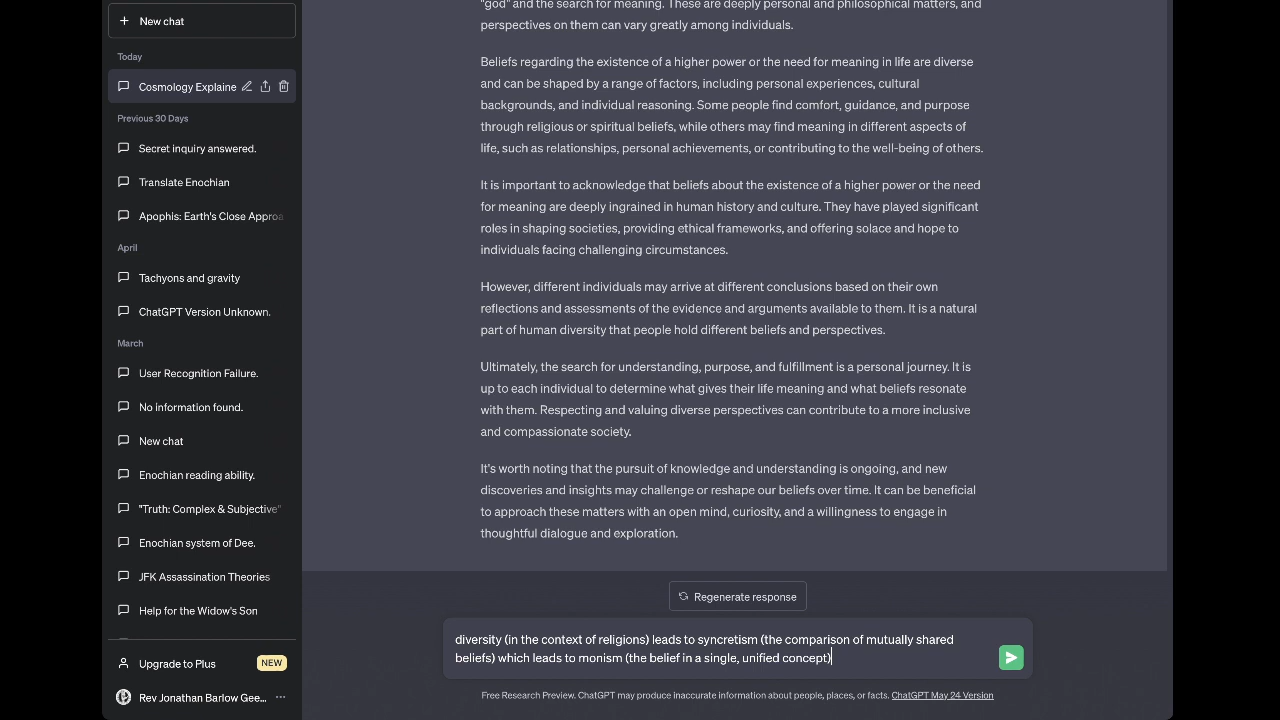 New chat
Today
Cosmology Explaine
Previous 30 Days
Secret inquiry answered.
Translate Enochian
Apophis: Earth's Close Approa
April
Tachyons and gravity
ChatGPT Version Unknown.
March
User Recognition Failure.
No information found.
New chat
Enochian reading ability.
"Truth: Complex & Subjective"
Enochian system of Dee.
JFK Assassination Theories
Help for the Widow's Son
Upgrade to Plus
NEW
Rev Jonathan Barlow Gee...
"god" and the search for meaning. These are deeply personal and philosophical matters, and
perspectives on them can vary greatly among individuals.
Beliefs regarding the existence of a higher power or the need for meaning in life are diverse
and can be shaped by a range of factors, including personal experiences, cultural
backgrounds, and individual reasoning. Some people find comfort, guidance, and purpose
through religious or spiritual beliefs, while others may find meaning in different aspects of
life, such as relationships, personal achievements, or contributing to the well-being of others.
It is important to acknowledge that beliefs about the existence of a higher power or the need
for meaning are deeply ingrained in human history and culture. They have played significant
roles in shaping societies, providing ethical frameworks, and offering solace and hope to
individuals facing challenging circumstances.
However, different individuals may arrive at different conclusions based on their own
reflections and assessments of the evidence and arguments available to them. It is a natural
part of human diversity that people hold different beliefs and perspectives.
Ultimately, the search for understanding, purpose, and fulfillment is a personal journey. It is
up to each individual to determine what gives their life meaning and what beliefs resonate
with them. Respecting and valuing diverse perspectives can contribute to a more inclusive
and compassionate society.
It's worth noting that the pursuit of knowledge and understanding is ongoing, and new
discoveries and insights may challenge or reshape our beliefs over time. It can be beneficial
to approach these matters with an open mind, curiosity, and a willingness to engage in
thoughtful dialogue and exploration.
Regenerate response
diversity (in the context of religions) leads to syncretism (the comparison of mutually shared
beliefs) which leads to monism (the belief in a single, unified concept)
Free Research Preview. ChatGPT may produce inaccurate information about people, places, or facts. ChatGPT May 24 Version